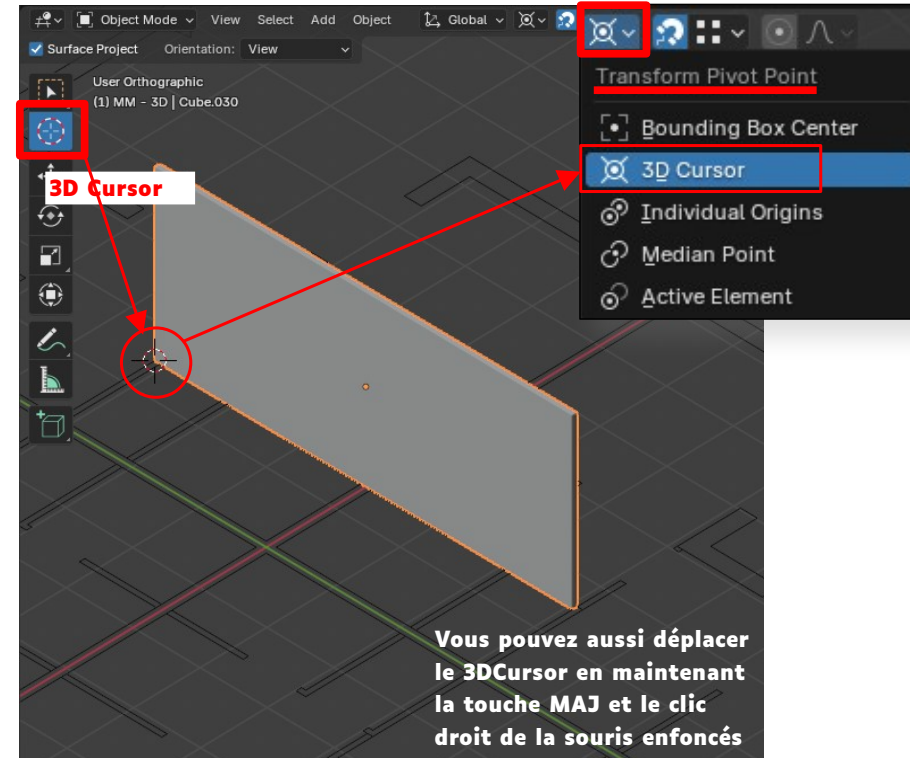 Object Mode View Select Add Object Global
Surface Project Orientation: View
User Orthographic
(1) MM - 3D | Cube.030
3D Cursor
Transform Pivot Point
Bounding Box Center
3D Cursor
Individual Origins
Median Point
Active Element
Vous pouvez aussi déplacer
le 3DCursor en maintenant
la touche MAJ et le clic
droit de la souris enfoncés